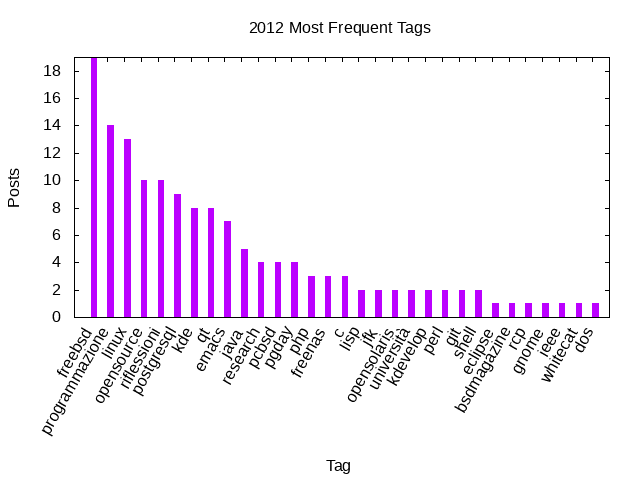 2012 Most Frequent Tags
Posts
18
16
14
12
10
8
6
4
2
0
freebsd
programmazione
linux
opensource
riflessioni
postgresql
kde
qt
emacs
java
research
pcbsd
pgday
php
freenas
c
lisp
jfk
opensolaris
università
kdevelop
perl
git
shell
eclipse
bsdmagazine
rcp
gnome
ieee
whitecat
dos
Tag